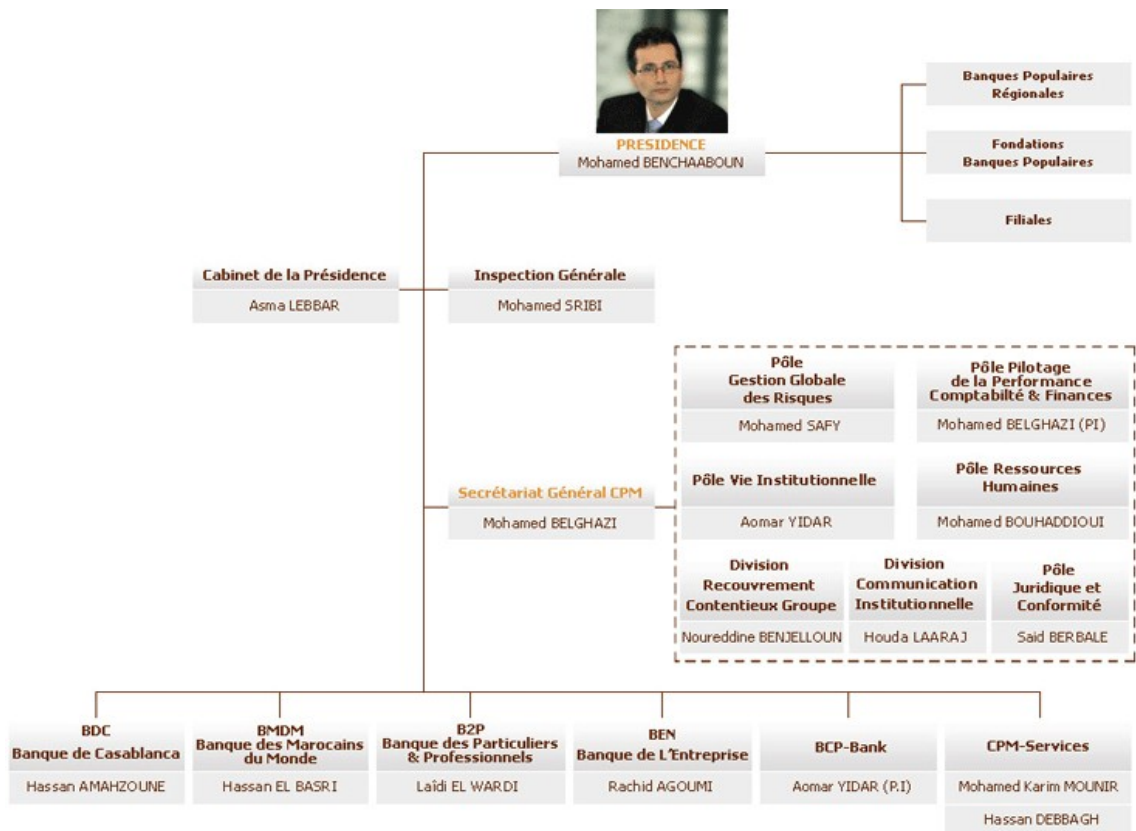 PRESIDENCE
Mohamed BENCHAABOUN
Banques Populaires
Régionales
Fondations
Banques Populaires
Filiales
Cabinet de la Présidence
Asma LEBBAR
Inspection Générale
Mohamed SRIBI
Secrétariat Général CPM
Mohamed BELGHAZI
Pôle
Gestion Globale
des Risques
Mohamed SAFY
Pôle Pilotage
de la Performance
Comptabilté & Finances
Mohamed BELGHAZI (PI)
Pôle Vie Institutionnelle
Aomar YIDAR
Pôle Ressources
Humaines
Mohamed BOUHADDIOUI
Division
Recouvrement
Contentieux Groupe
Noureddine BENJELLOUN
Division
Communication
Institutionnelle
Houda LAARAJ
Pôle
Juridique et
Conformité
Said BERBALE
BDC
Banque de Casablanca
Hassan AMAHZOUNE
BMDM
Banque des Marocains
du Monde
Hassan EL BASRI
B2P
Banque des Particuliers
& Professionnels
Laîdi EL WARDI
BEN
Banque de L'Entreprise
Rachid AGOUMI
BCP-Bank
Aomar YIDAR (P.I)
CPM-Services
Mohamed Karim MOUNIR
Hassan DEBBAGH